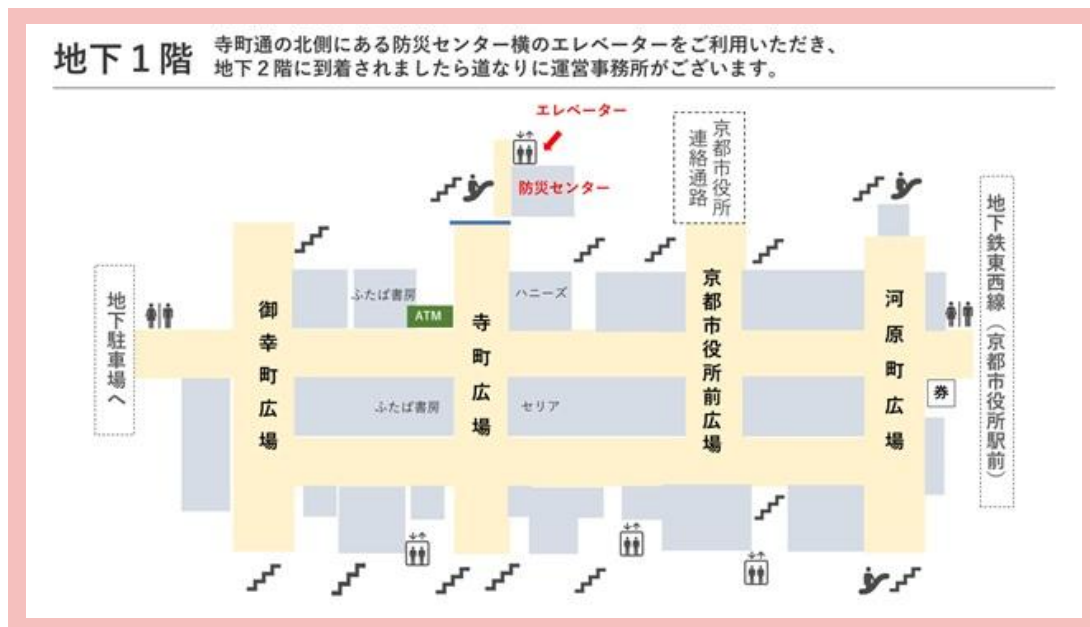 地下１階
寺町通の北側にある防災センター横のエレベーターをご利用いただき、
地下２階に到着されましたら道なりに運営事務所がございます。
エレベーター
防災センター
京都市役所
連絡通路
地下鉄東西線（京都市役所駅前）
地下駐車場へ
ふたば書房
ATM
ハニーズ
御幸町広場
寺町広場
京都市役所前広場
河原町広場
ふたば書房
セリア
券